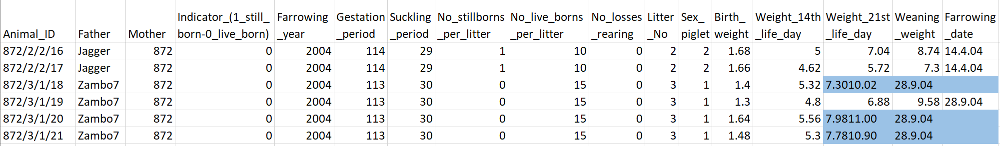 Animal_ID Father Mother Indicator_(1_still_born-0_live_born) Farrowing_year Gestation_period Suckling_period No_stillborns_per_litter No_live_borns_per_litter No_losses_rearing Litter_No Sex_piglet Birth_weight Weight_14th_life_day Weight_21st_life_day Weaning_weight Farrowing_date
872/2/2/16 Jagger 872 0 2004 114 29 1 10 0 2 2 1.68 5 7.04 8.74 14.4.04
872/2/2/17 Jagger 872 0 2004 114 29 1 10 0 2 2 1.66 4.62 5.72 7.3 14.4.04
872/3/1/18 Zambo7 872 0 2004 113 30 0 15 0 3 1 1.4 5.32 7.3010.02 28.9.04
872/3/1/19 Zambo7 872 0 2004 113 30 0 15 0 3 1 1.3 4.8 6.88 9.58 28.9.04
872/3/1/20 Zambo7 872 0 2004 113 30 0 15 0 3 1 1.64 5.56 7.9811.00 28.9.04
872/3/1/21 Zambo7 872 0 2004 113 30 0 15 0 3 1 1.48 5.3 7.7810.90 28.9.04